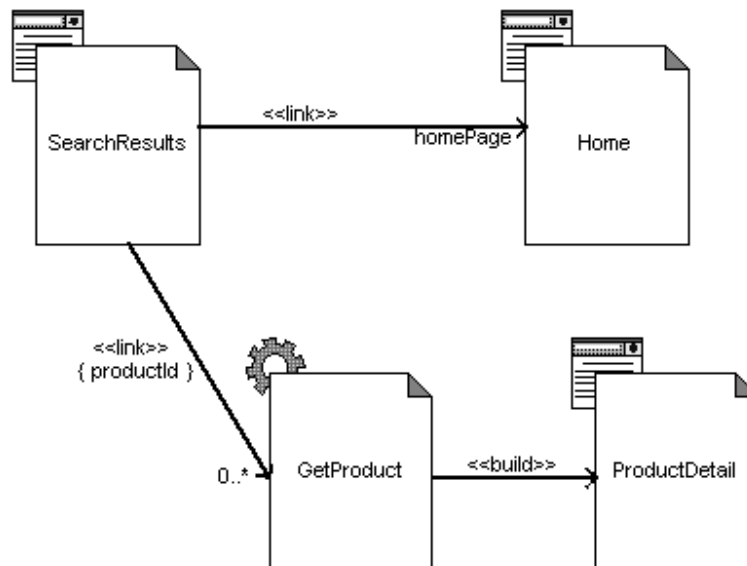 <<link>>
homePage
SearchResults
Home
<<link>>
{ productId }
0..*
GetProduct
<<build>>
ProductDetail